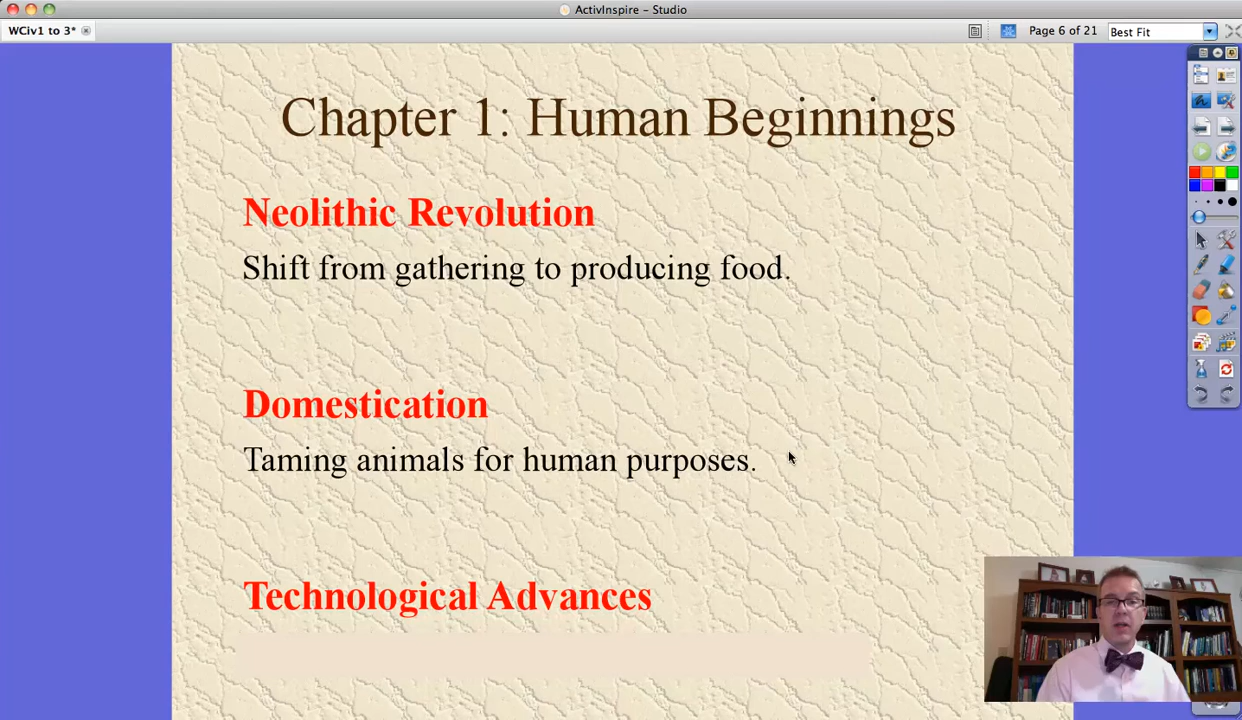 ActivInspire – Studio
WCiv1 to 3*
Page 6 of 21
Best Fit
Chapter 1: Human Beginnings
Neolithic Revolution
Shift from gathering to producing food.
Domestication
Taming animals for human purposes.
Technological Advances